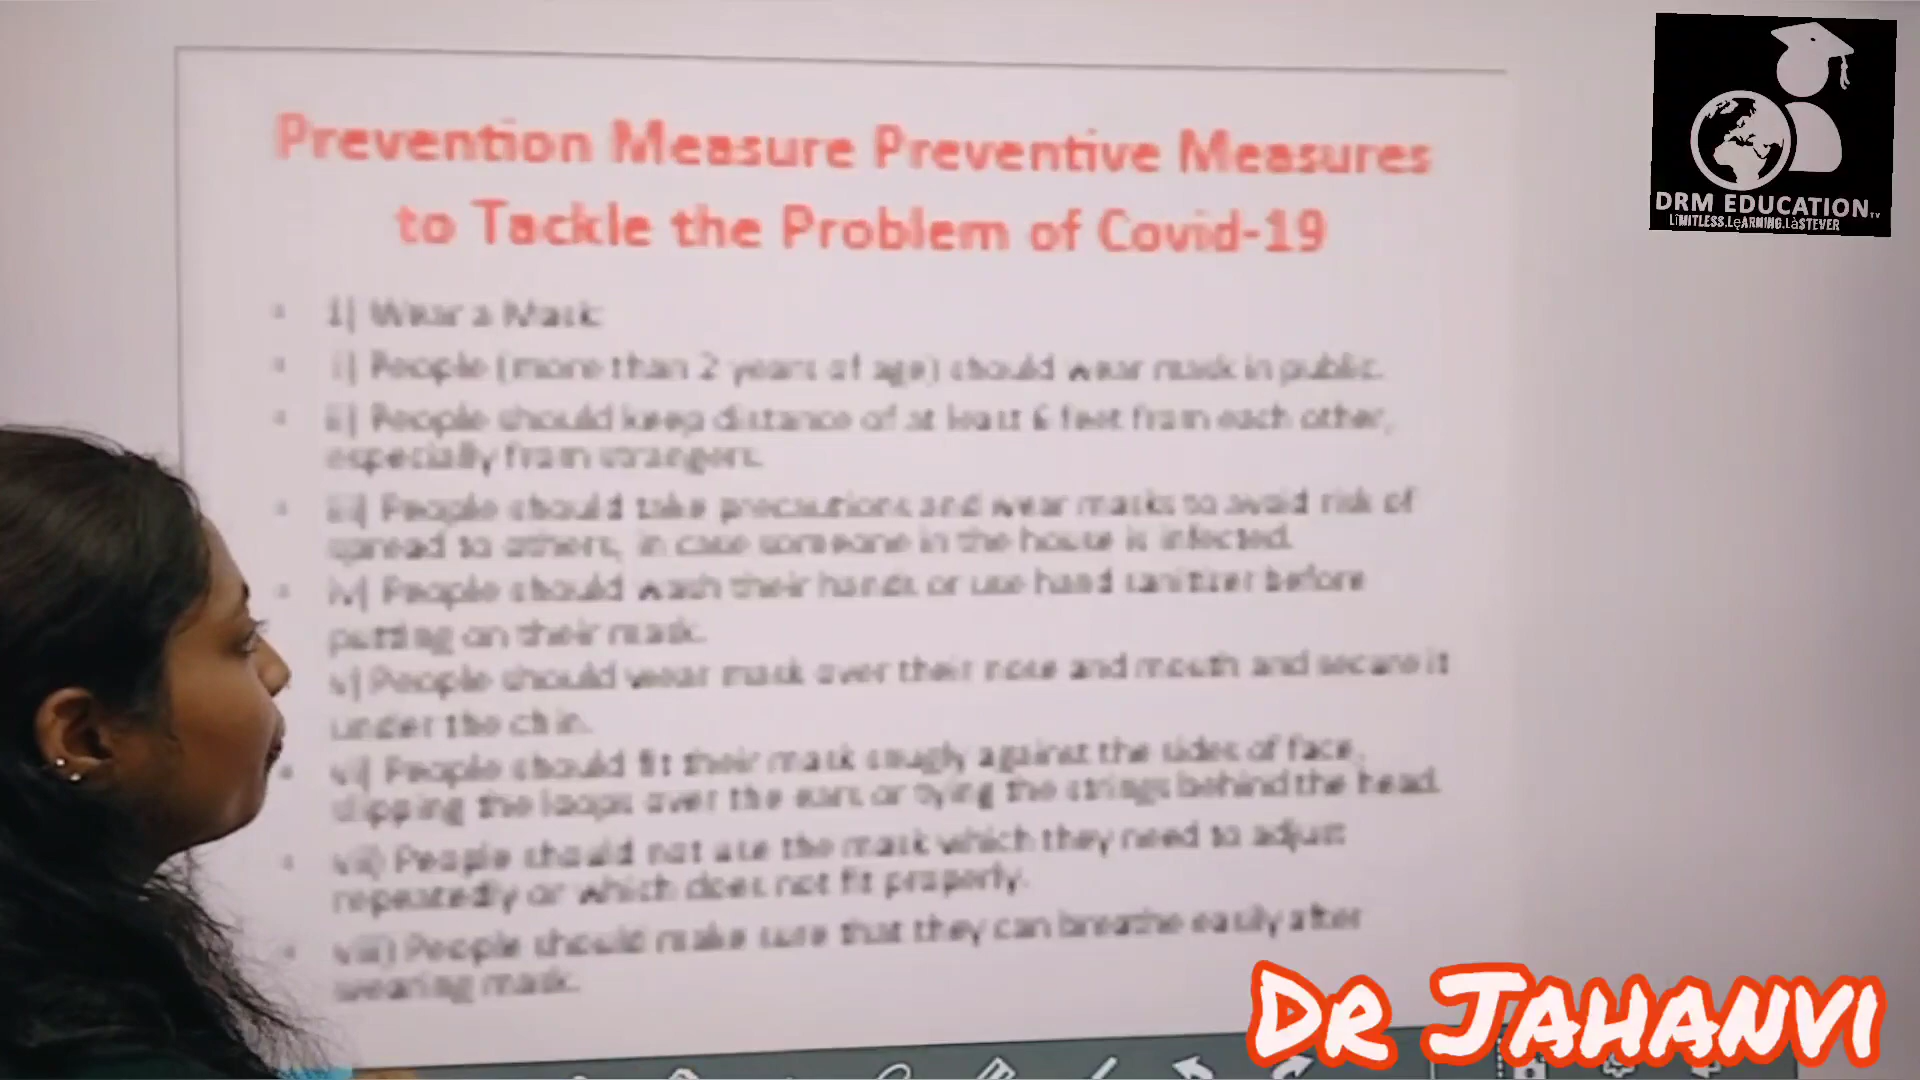 Prevention Measure Preventive Measures
to Tackle the Problem of Covid-19
1) Wear a Mask:
i) People (more than 2 years of age) should wear mask in public.
ii) People should keep distance of at least 6 feet from each other,
especially from strangers.
iii) People should take precautions and wear masks to avoid risk of
spread to others, in case someone in the house is infected.
iv) People should wash their hands or use hand sanitizer before
putting on their mask.
v) People should wear mask over their nose and mouth and secure it
under the chin.
vi) People should fit their mask snugly against the sides of face,
slipping the loops over the ears or tying the strings behind the head.
vii) People should not use the mask which they need to adjust
repeatedly or which does not fit properly.
viii) People should make sure that they can breathe easily after
wearing mask.
DRM EDUCATION TV
LiMITLESS.LęARNING.LàSTEVER
DR JAHANVI